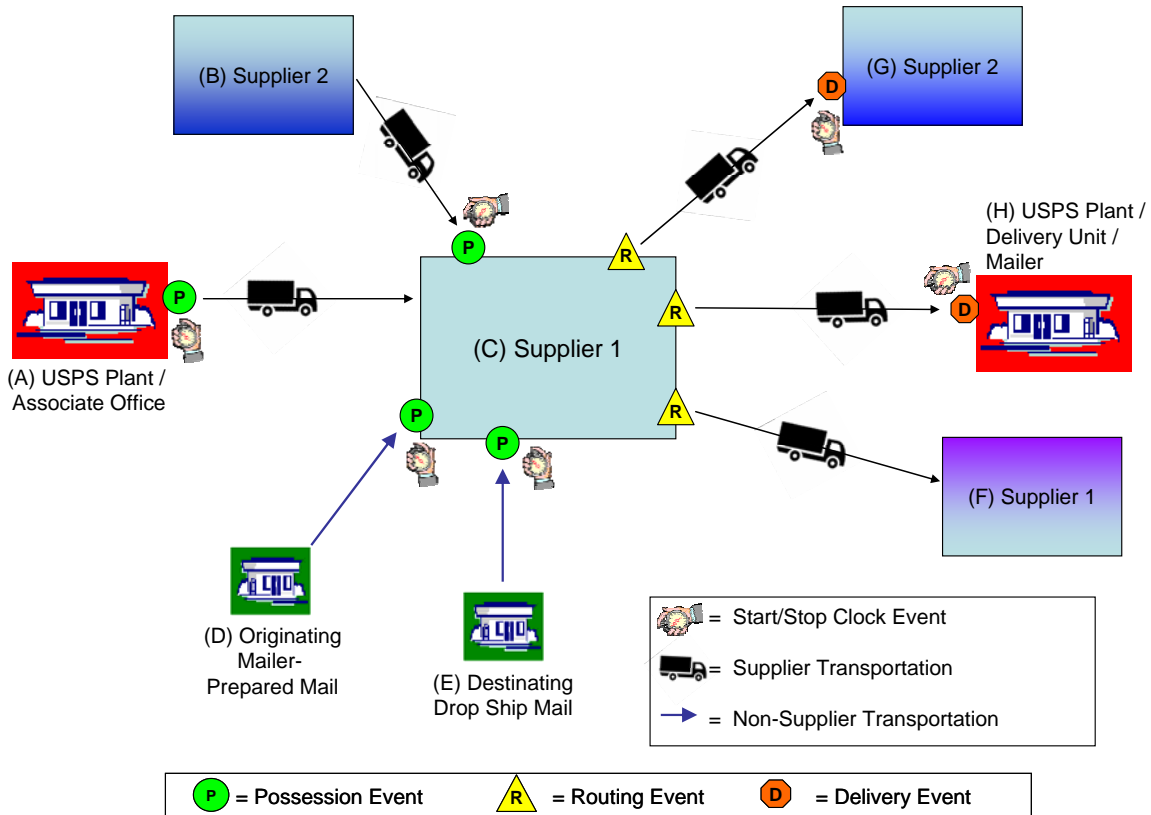 (B) Supplier 2
(G) Supplier 2
D
(H) USPS Plant /
Delivery Unit /
Mailer
P
R
P
R
D
(A) USPS Plant /
Associate Office
(C) Supplier 1
R
P
P
(F) Supplier 1
(D) Originating
Mailer-
Prepared Mail
(E) Destinating
Drop Ship Mail
= Start/Stop Clock Event
= Supplier Transportation
= Non-Supplier Transportation
P = Possession Event R = Routing Event D = Delivery Event